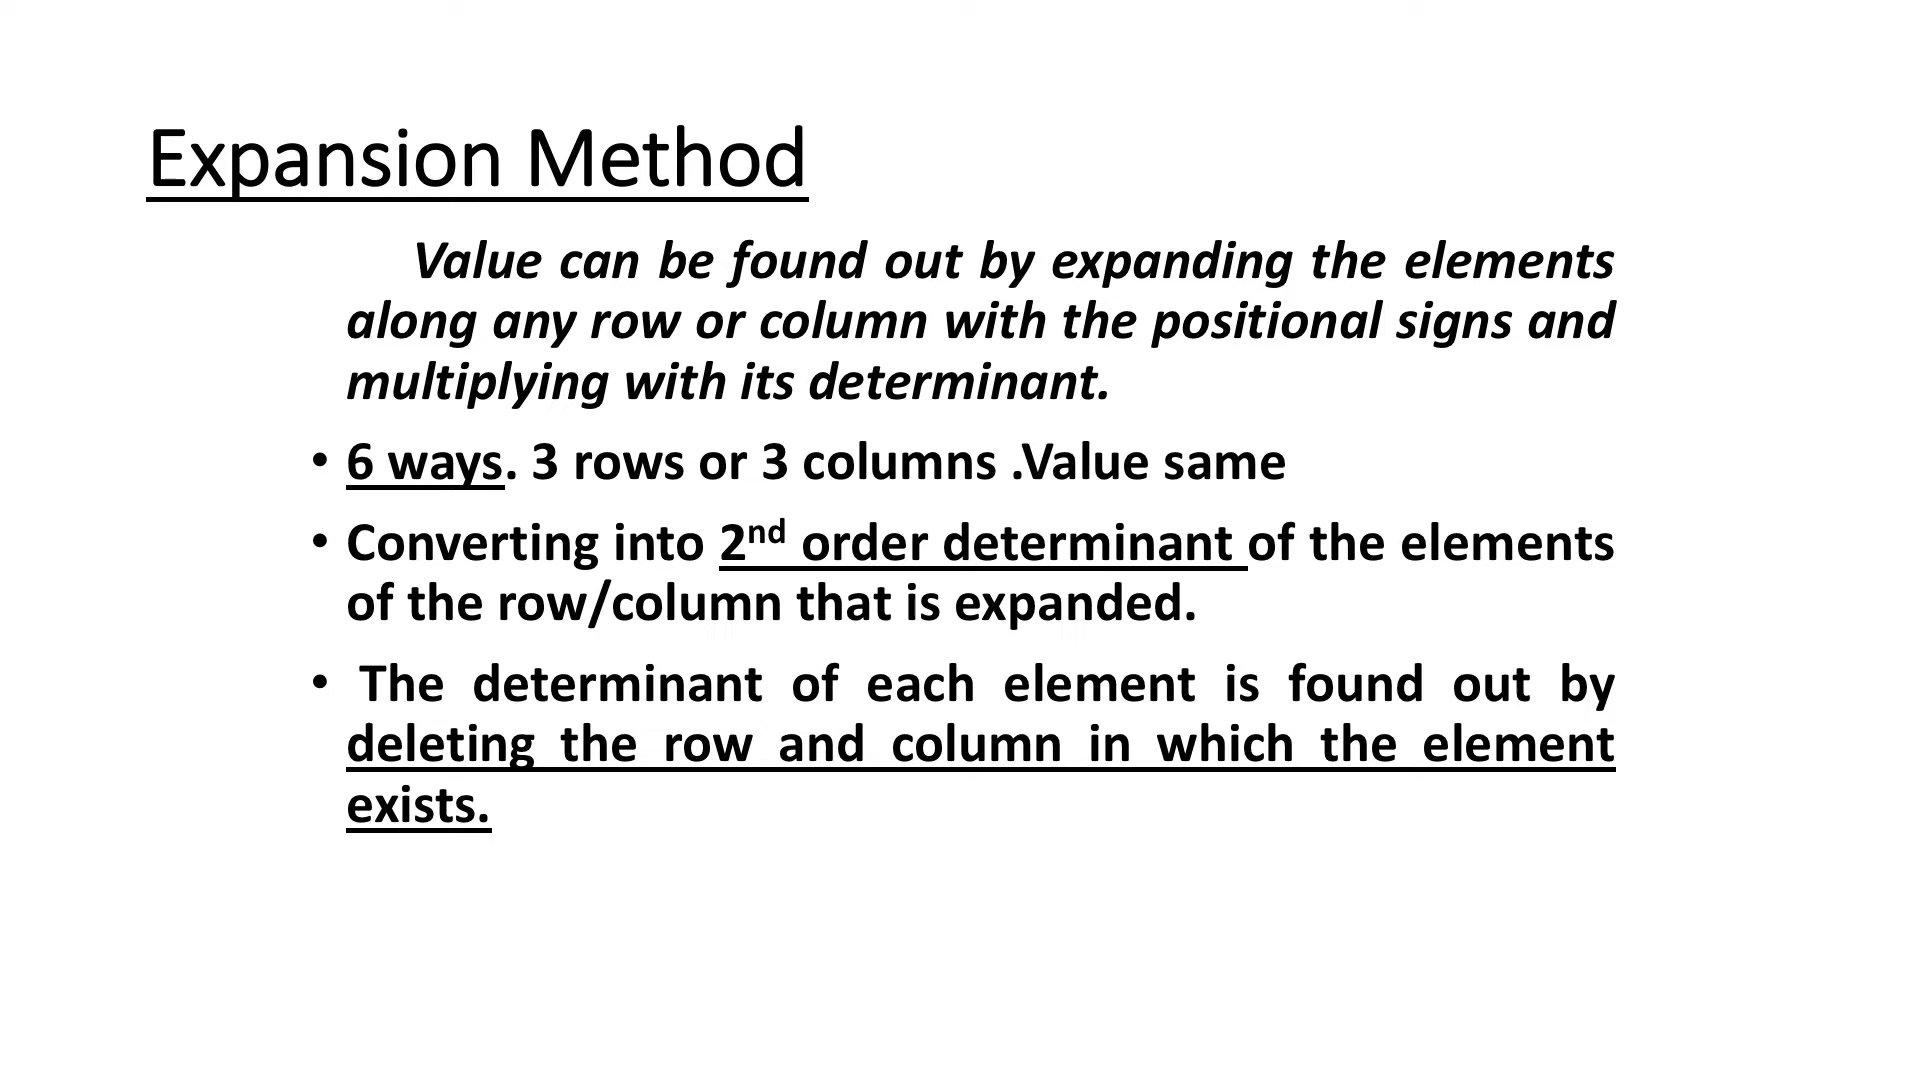 Expansion Method
Value can be found out by expanding the elements
along any row or column with the positional signs and
multiplying with its determinant.
• 6 ways. 3 rows or 3 columns .Value same
• Converting into 2nd order determinant of the elements
of the row/column that is expanded.
• The determinant of each element is found out by
deleting the row and column in which the element
exists.